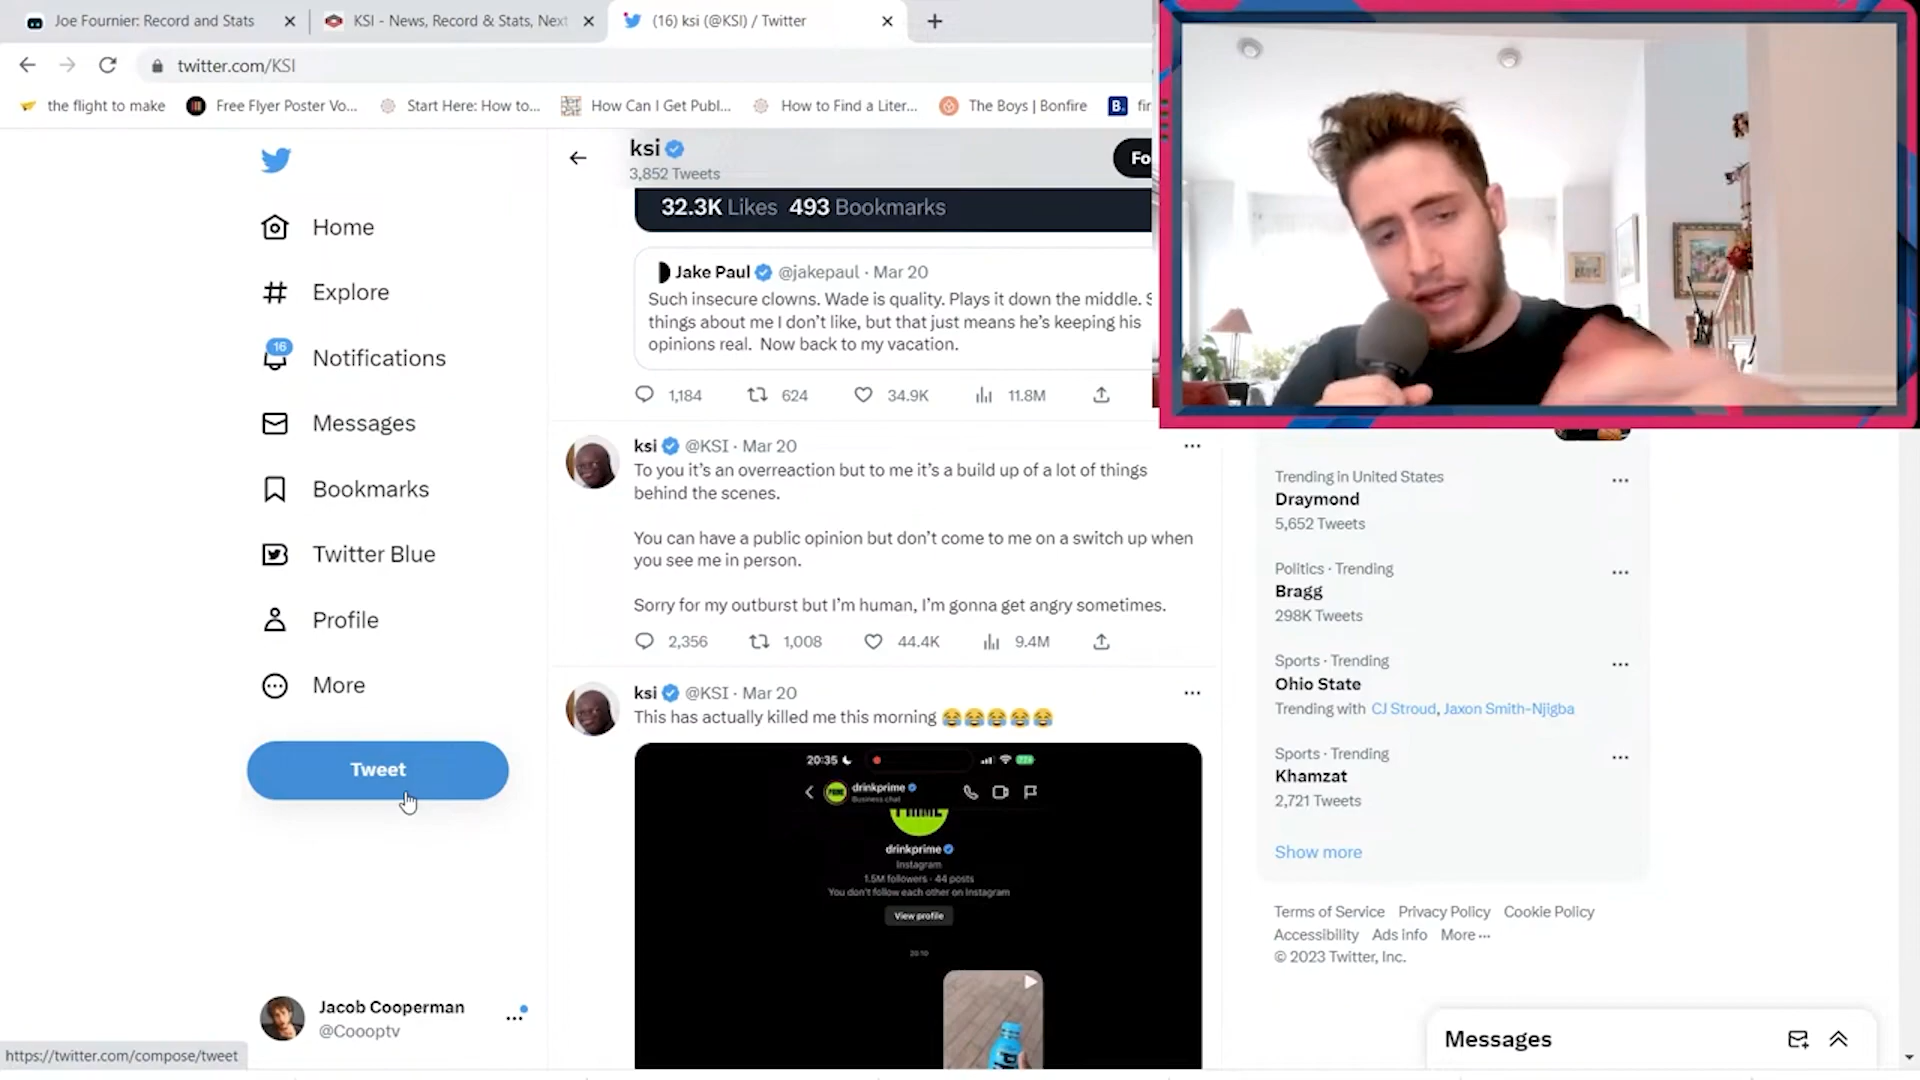 Joe Fournier: Record and Stats
KSI - News, Record & Stats, Next
(16) ksi (@KSI) / Twitter
twitter.com/KSI
the flight to make
Free Flyer Poster Vo...
Start Here: How to...
How Can I Get Publ...
How to Find a Liter...
The Boys | Bonfire
B.
fir
ksi
3,852 Tweets
Fo
32.3K Likes 493 Bookmarks
Home
Explore
16
Notifications
Messages
Bookmarks
Twitter Blue
Profile
More
Tweet
Jacob Cooperman
@Coooptv
https://twitter.com/compose/tweet
Jake Paul @jakepaul · Mar 20
Such insecure clowns. Wade is quality. Plays it down the middle. S
things about me I don't like, but that just means he's keeping his
opinions real. Now back to my vacation.
1,184 624 34.9K 11.8M
ksi @KSI · Mar 20
To you it's an overreaction but to me it's a build up of a lot of things
behind the scenes.
You can have a public opinion but don't come to me on a switch up when
you see me in person.
Sorry for my outburst but I'm human, I'm gonna get angry sometimes.
2,356 1,008 44.4K 9.4M
ksi @KSI · Mar 20
This has actually killed me this morning 😂😂😂😂😂
20:35
drinkprime
Business chat
PRIME
drinkprime
Instagram
1.5M followers · 44 posts
You don't follow each other on Instagram
View profile
20:10
Trending in United States
Draymond
5,652 Tweets
Politics · Trending
Bragg
298K Tweets
Sports · Trending
Ohio State
Trending with CJ Stroud, Jaxon Smith-Njigba
Sports · Trending
Khamzat
2,721 Tweets
Show more
Terms of Service Privacy Policy Cookie Policy
Accessibility Ads info More ···
© 2023 Twitter, Inc.
Messages